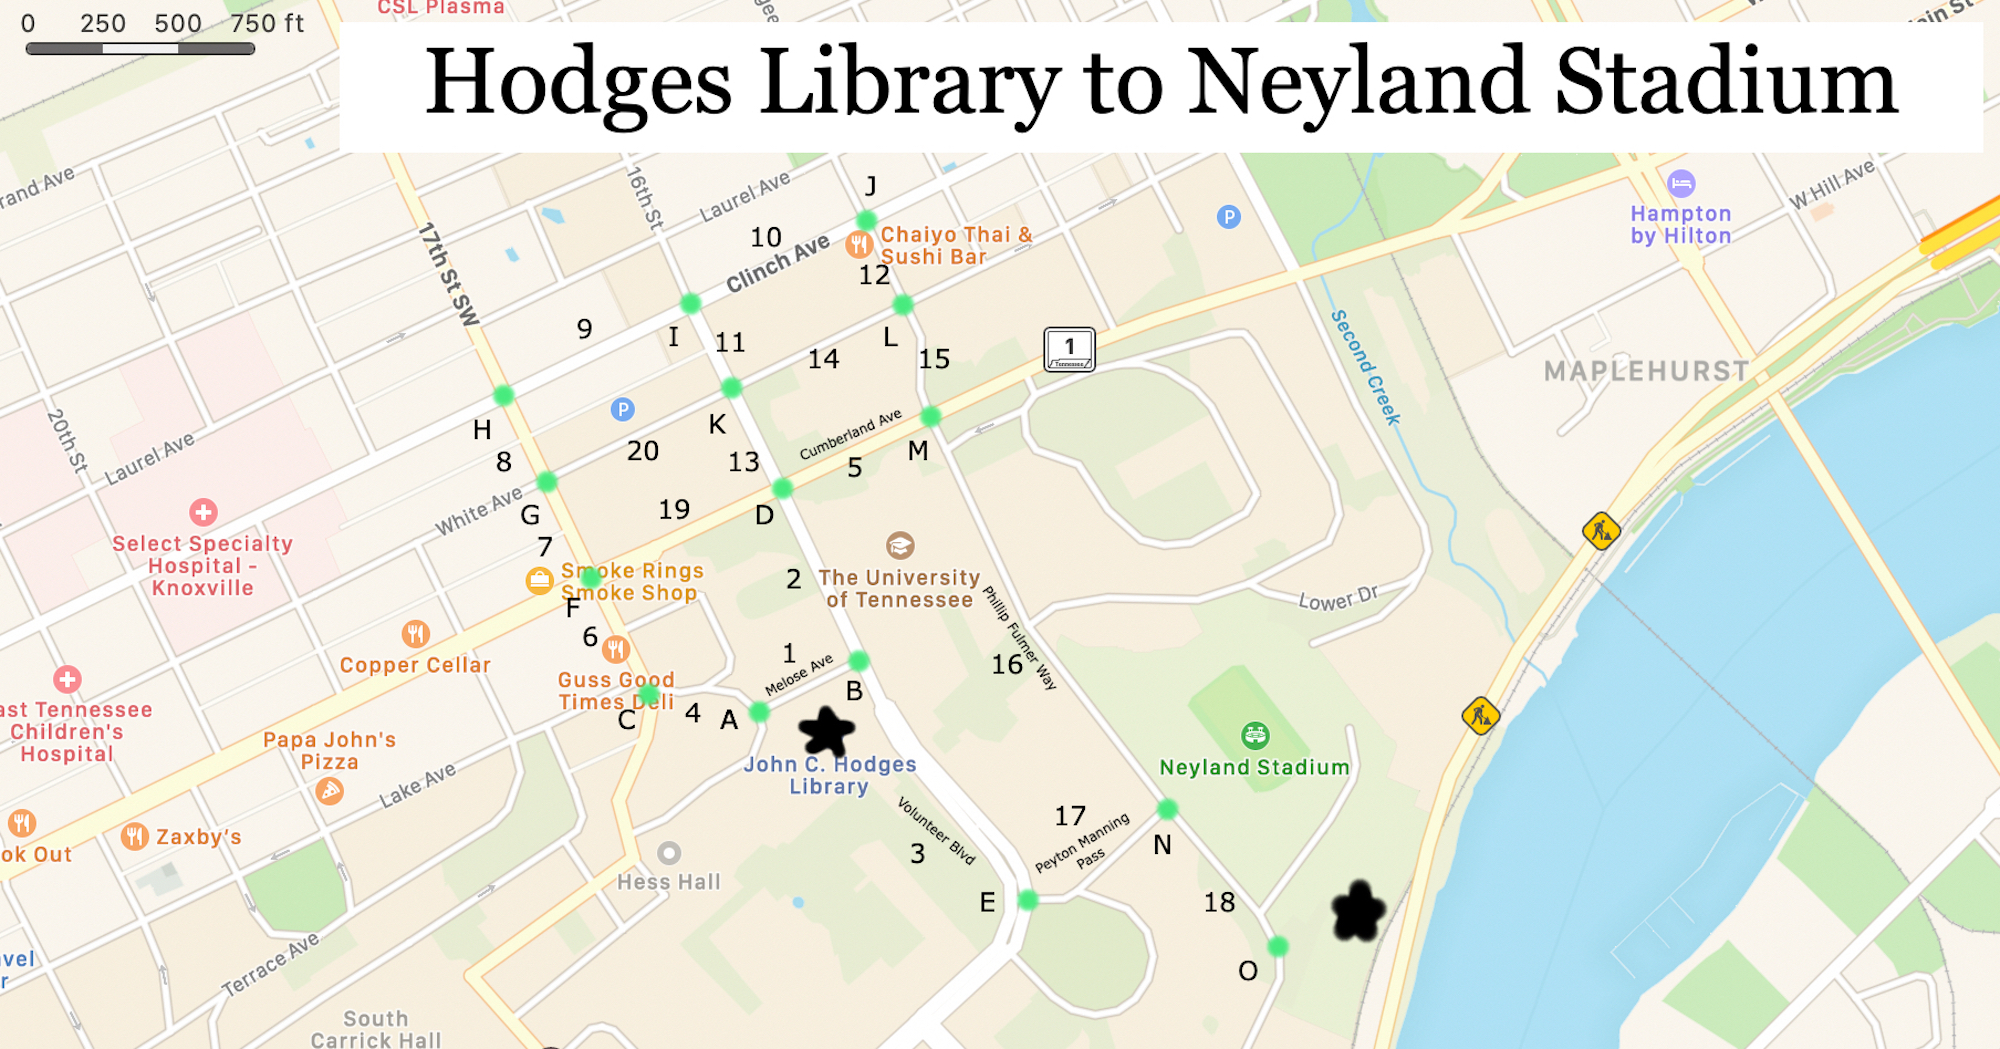 0 250 500 750 ft
CSL Plasma
Hodges Library to Neyland Stadium
16th St
Laurel Ave
J
10
Clinch Ave
Chaiyo Thai &
Sushi Bar
12
P
Hampton
by Hilton
W Hill Ave
17th St SW
9
I
11
L
14
15
1
Tennessee
Second Creek
MAPLEHURST
20th St
Laurel Ave
H
8
P
K
20
13
Cumberland Ave
5
M
White Ave
G
19
D
7
Select Specialty
Hospital -
Knoxville
Smoke Rings
Smoke Shop
F
2
The University
of Tennessee
Phillip Fulmer Way
Lower Dr
6
Copper Cellar
Guss Good
Times Deli
1
Melose Ave
B
16
C
4
A
ast Tennessee
Children's
Hospital
Papa John's
Pizza
John C. Hodges
Library
Neyland Stadium
Lake Ave
Zaxby's
ok Out
Volunteer Blvd
3
17
Peyton Manning
Pass
N
Hess Hall
E
18
O
Terrace Ave
South
Carrick Hall